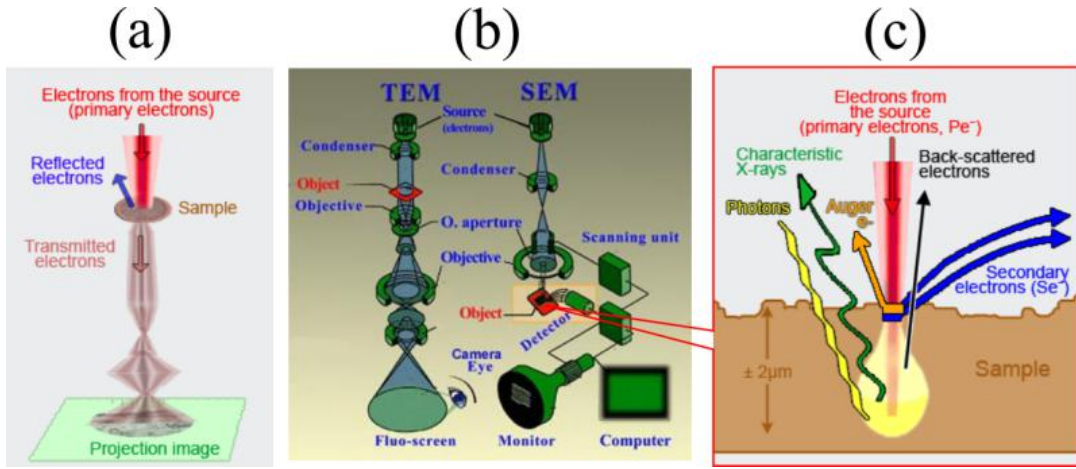 (a)
Electrons from the source
(primary electrons)
Reflected
electrons
Sample
Transmitted
electrons
Projection image
(b)
TEM
SEM
Source
(electrons)
Condenser
Condenser
Object
Objective
O. aperture
Scanning unit
Objective
Object
Detector
Camera
Eye
Fluo-screen
Monitor
Computer
(c)
Electrons from
the source
(primary electrons, Pe⁻)
Characteristic
X-rays
Back-scattered
electrons
Photons
Auger
e-
Secondary
electrons (Se⁻)
± 2µm
Sample